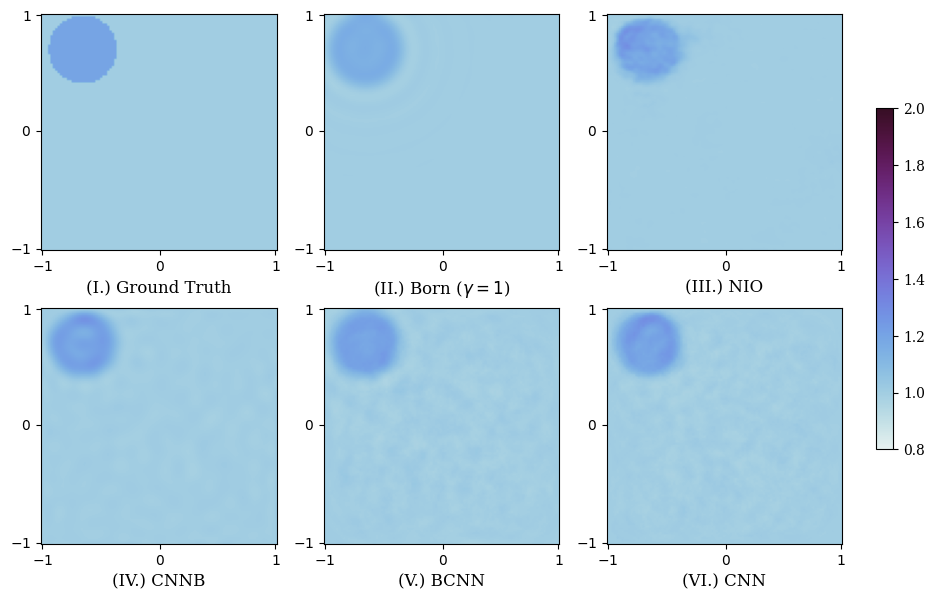 1
0
−1
−1 0 1
(I.) Ground Truth
1
0
−1
−1 0 1
(II.) Born (γ = 1)
1
0
−1
−1 0 1
(III.) NIO
2.0
1.8
1.6
1.4
1.2
1.0
0.8
1
0
−1
−1 0 1
(IV.) CNNB
1
0
−1
−1 0 1
(V.) BCNN
1
0
−1
−1 0 1
(VI.) CNN